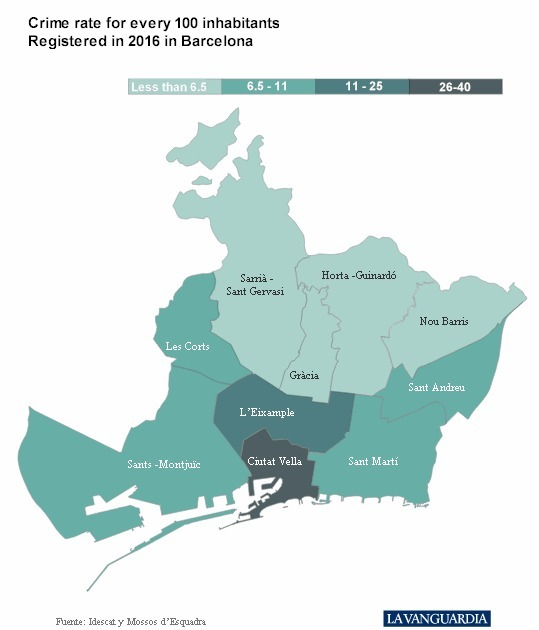 Crime rate for every 100 inhabitants
Registered in 2016 in Barcelona
Less than 6.5
6.5 - 11
11 - 25
26-40
Sarrià -
Sant Gervasi
Horta -Guinardó
Nou Barris
Les Corts
Gràcia
Sant Andreu
L'Eixample
Sants -Montjuïc
Ciutat Vella
Sant Martí
Fuente: Idescat y Mossos d'Esquadra
LA VANGUARDIA